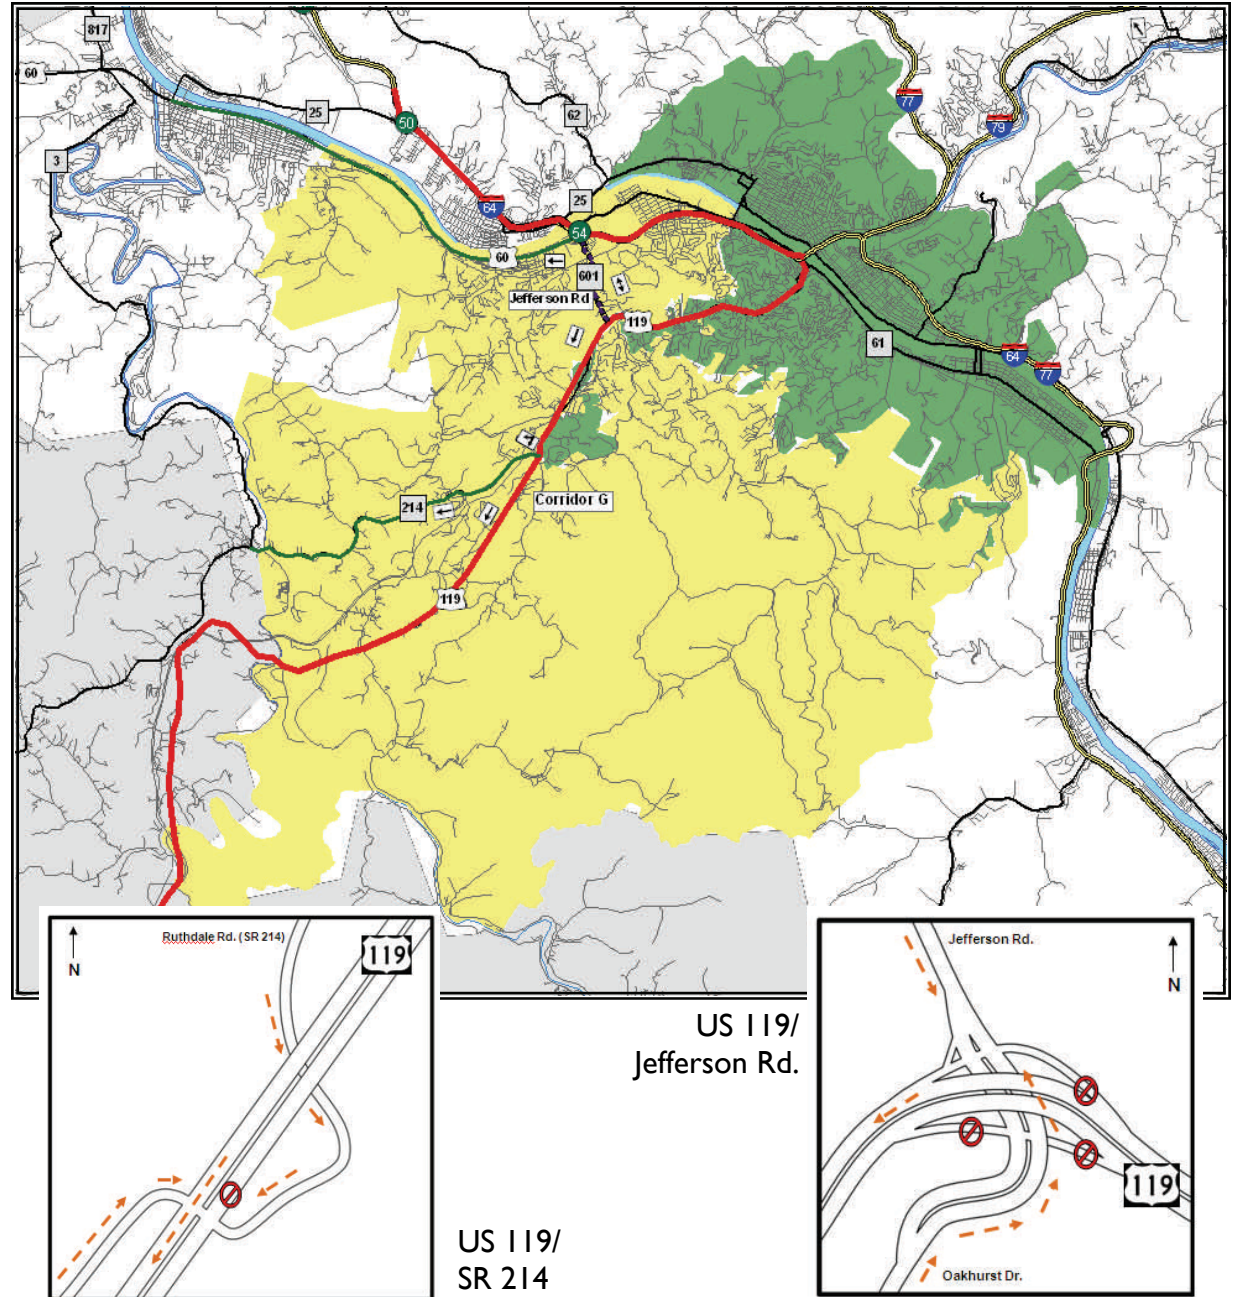 817
60
25
3
50
62
77
79
64
25
54
60
601
Jefferson Rd
119
61
64
77
214
Corridor G
119
Ruthdale Rd. (SR 214)
119
N
Jefferson Rd.
N
119
Oakhurst Dr.
US 119/
Jefferson Rd.
US 119/
SR 214